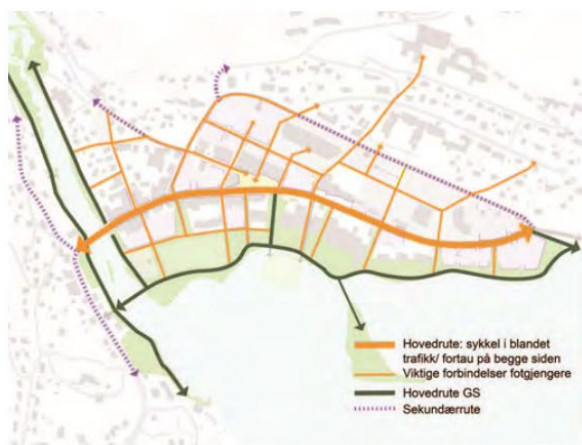 Hovedrute: sykkel i blandet
trafikk/ fortau på begge siden
Viktige forbindelser fotgjengere
Hovedrute GS
Sekundærrute